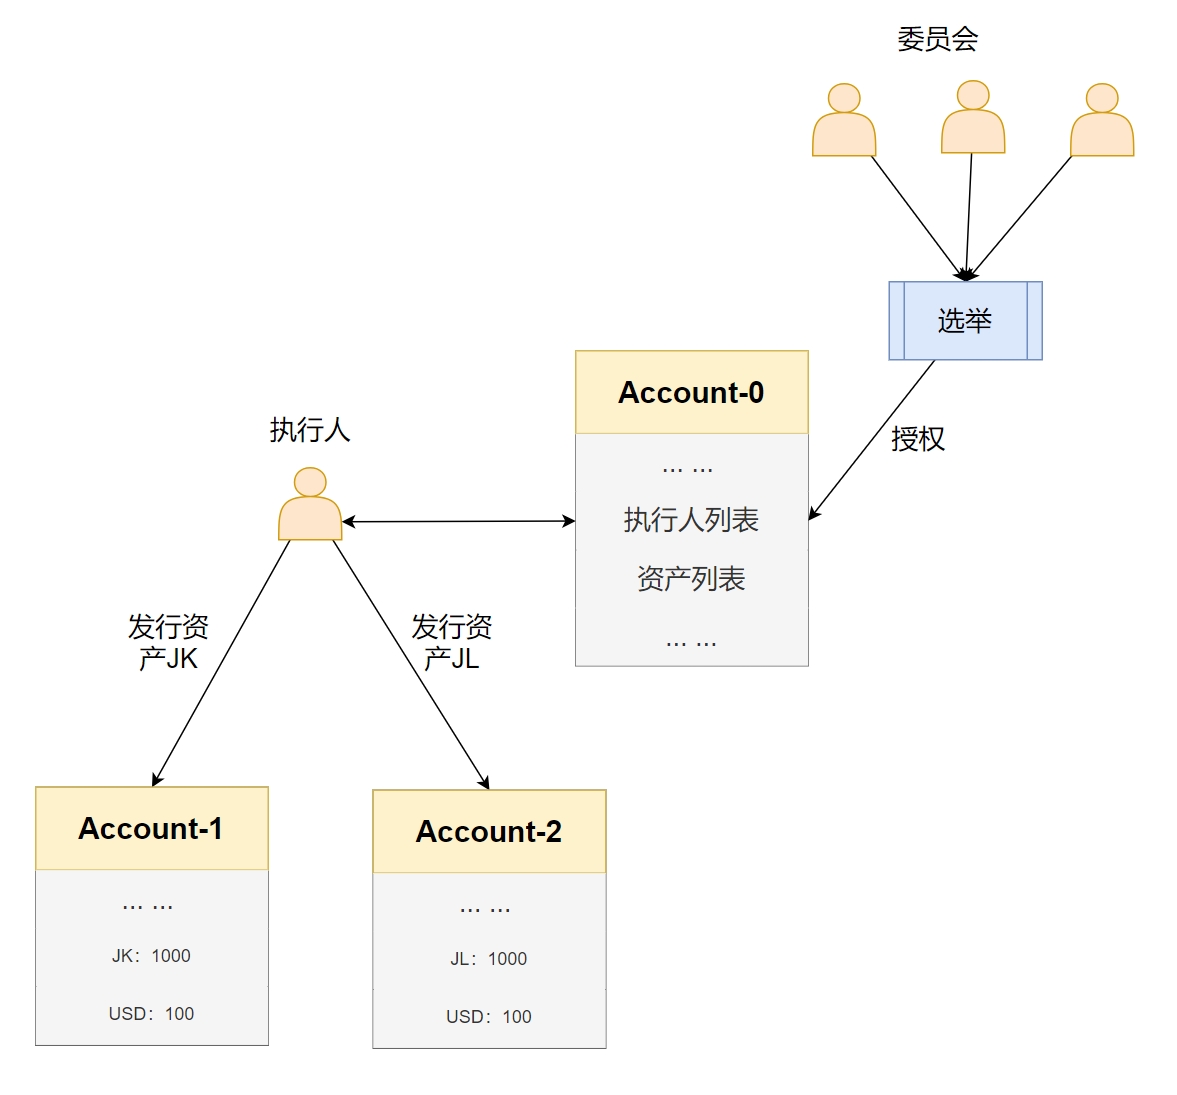 委员会
选举
授权
Account-0
... ...
执行人列表
资产列表
... ...
执行人
发行资
产JK
发行资
产JL
Account-1
... ...
JK：1000
USD：100
Account-2
... ...
JL：1000
USD：100